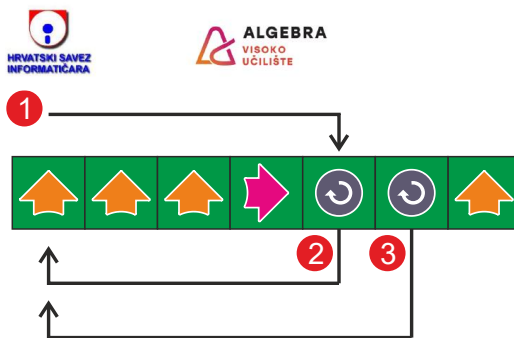 HRVATSKI SAVEZ
INFORMATIČARA
ALGEBRA
VISOKO
UČILIŠTE
1
2
3